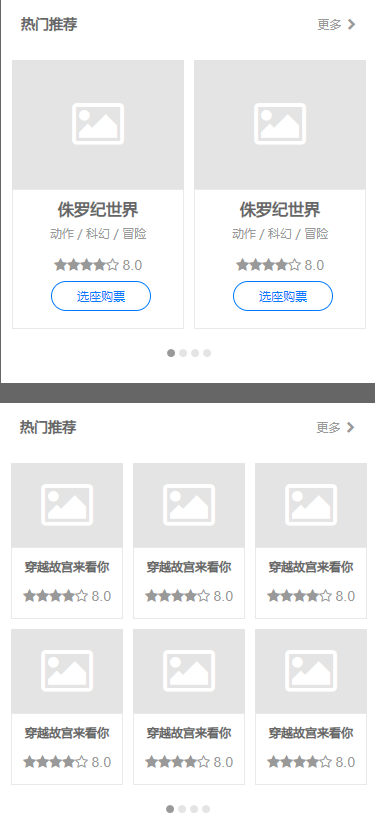 热门推荐 更多
侏罗纪世界 侏罗纪世界
动作 / 科幻 / 冒险 动作 / 科幻 / 冒险
8.0 8.0
选座购票 选座购票
热门推荐 更多
穿越故宫来看你 穿越故宫来看你 穿越故宫来看你
8.0 8.0 8.0
穿越故宫来看你 穿越故宫来看你 穿越故宫来看你
8.0 8.0 8.0